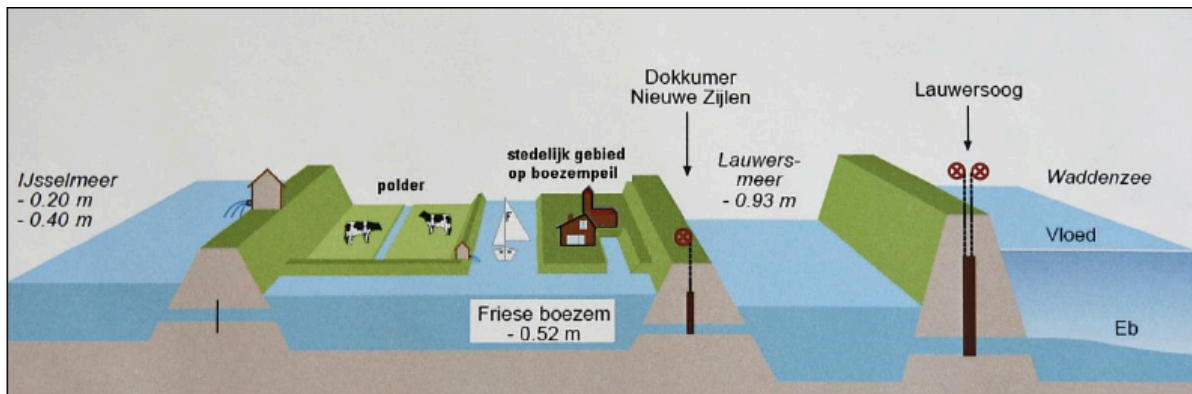 IJsselmeer
- 0.20 m
- 0.40 m
polder
stedelijk gebied
op boezempeil
F
Friese boezem
- 0.52 m
Dokkumer
Nieuwe Zijlen
Lauwers-
meer
- 0.93 m
Lauwersoog
Waddenzee
Vloed
Eb